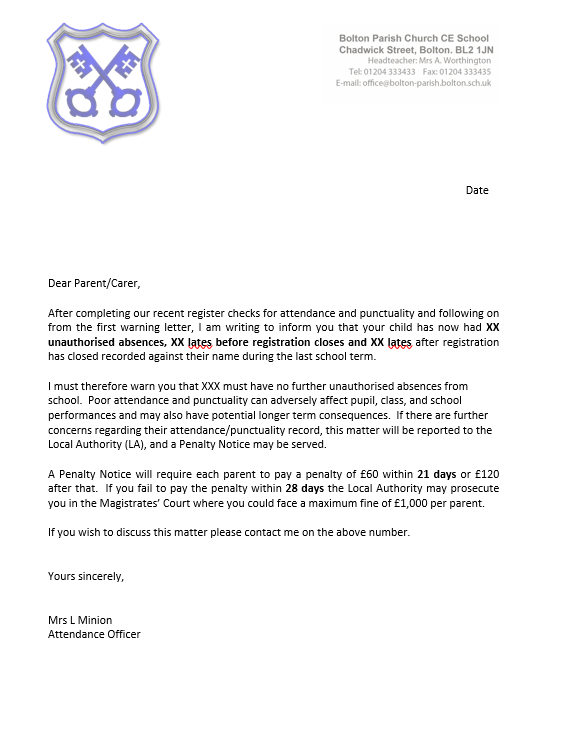 Bolton Parish Church CE School
Chadwick Street, Bolton. BL2 1JN
Headteacher: Mrs A. Worthington
Tel: 01204 333433 Fax: 01204 333435
E-mail: office@bolton-parish.bolton.sch.uk
Date
Dear Parent/Carer,
After completing our recent register checks for attendance and punctuality and following on
from the first warning letter, I am writing to inform you that your child has now had XX
unauthorised absences, XX lates before registration closes and XX lates after registration
has closed recorded against their name during the last school term.
I must therefore warn you that XXX must have no further unauthorised absences from
school. Poor attendance and punctuality can adversely affect pupil, class, and school
performances and may also have potential longer term consequences. If there are further
concerns regarding their attendance/punctuality record, this matter will be reported to the
Local Authority (LA), and a Penalty Notice may be served.
A Penalty Notice will require each parent to pay a penalty of £60 within 21 days or £120
after that. If you fail to pay the penalty within 28 days the Local Authority may prosecute
you in the Magistrates’ Court where you could face a maximum fine of £1,000 per parent.
If you wish to discuss this matter please contact me on the above number.
Yours sincerely,
Mrs L Minion
Attendance Officer